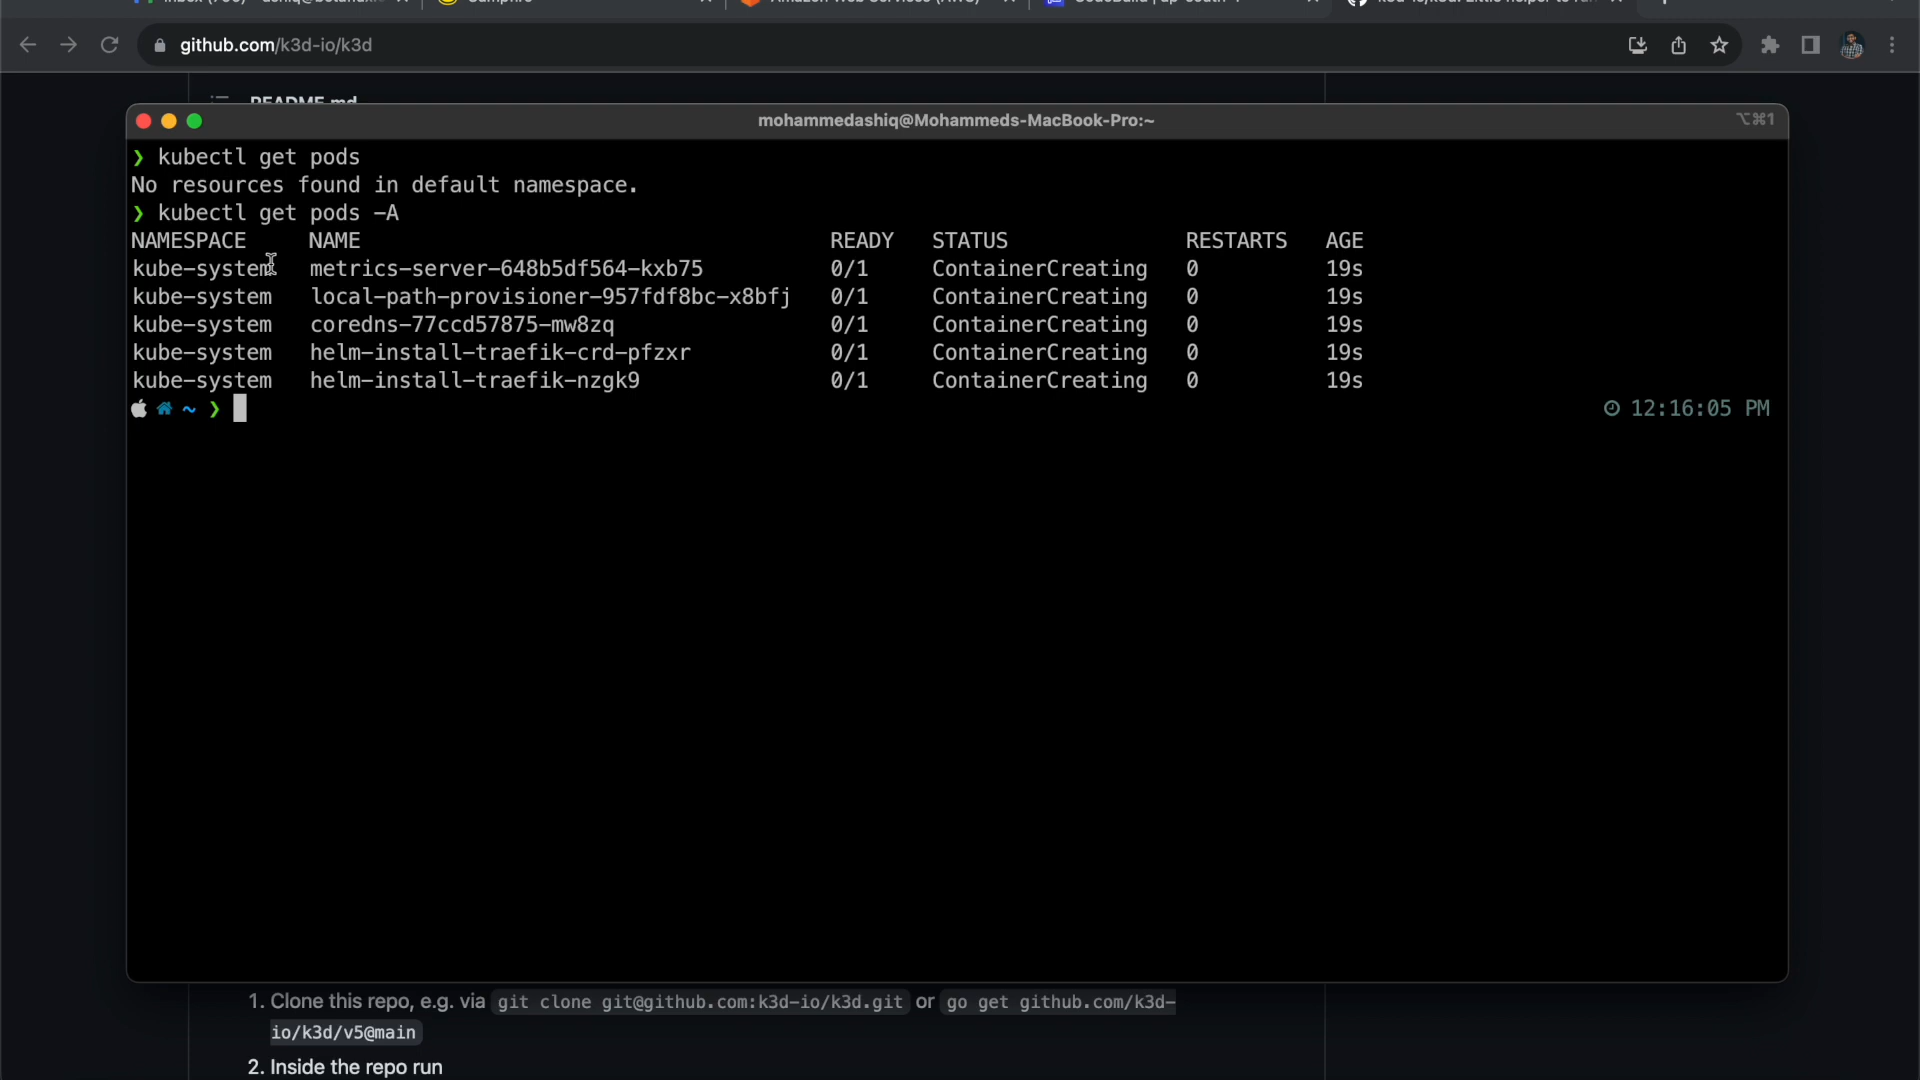 github.com/k3d-io/k3d
README.md
mohammedashiq@Mohammeds-MacBook-Pro:~
⌥⌘1
❯ kubectl get pods
No resources found in default namespace.
❯ kubectl get pods -A
NAMESPACE NAME READY STATUS RESTARTS AGE
kube-system metrics-server-648b5df564-kxb75 0/1 ContainerCreating 0 19s
kube-system local-path-provisioner-957fdf8bc-x8bfj 0/1 ContainerCreating 0 19s
kube-system coredns-77ccd57875-mw8zq 0/1 ContainerCreating 0 19s
kube-system helm-install-traefik-crd-pfzxr 0/1 ContainerCreating 0 19s
kube-system helm-install-traefik-nzgk9 0/1 ContainerCreating 0 19s
~ ❯ 12:16:05 PM
1. Clone this repo, e.g. via git clone git@github.com:k3d-io/k3d.git or go get github.com/k3d-
io/k3d/v5@main
2. Inside the repo run